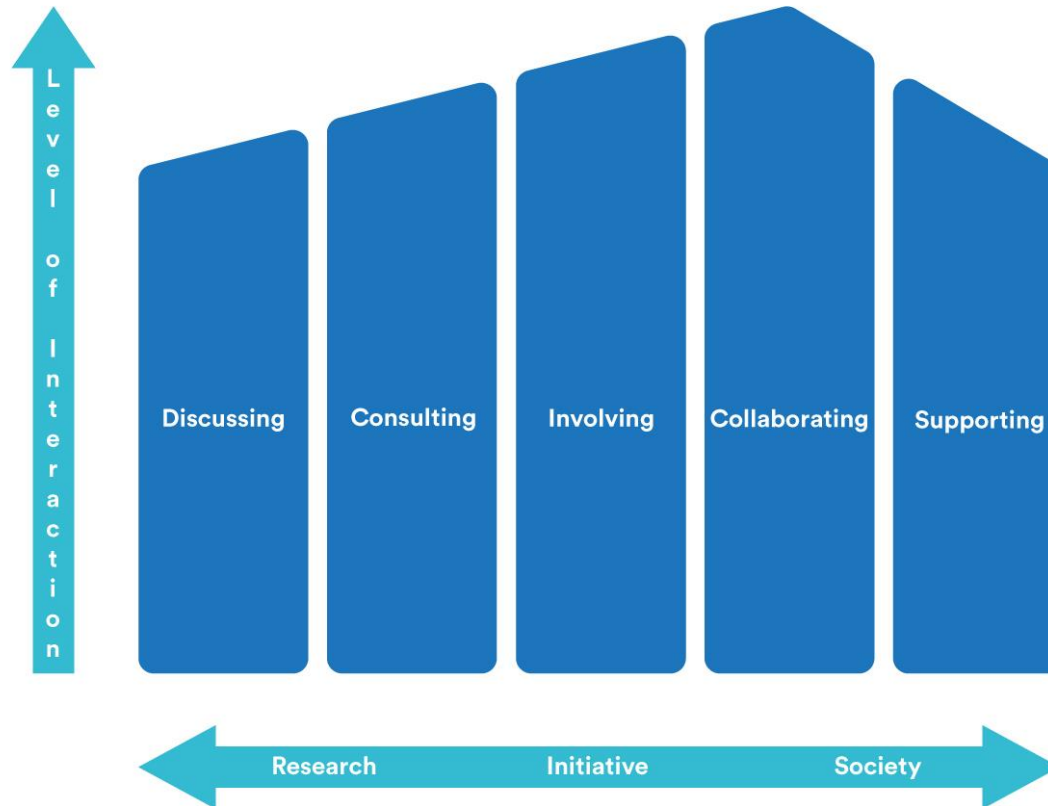 Level of Interaction
Discussing
Consulting
Involving
Collaborating
Supporting
Research
Initiative
Society